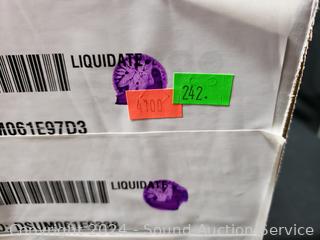 LIQUIDATE
4100
242.
M061E97D3
LIQUIDATE
Copyright 2024 - Sound Auction Service